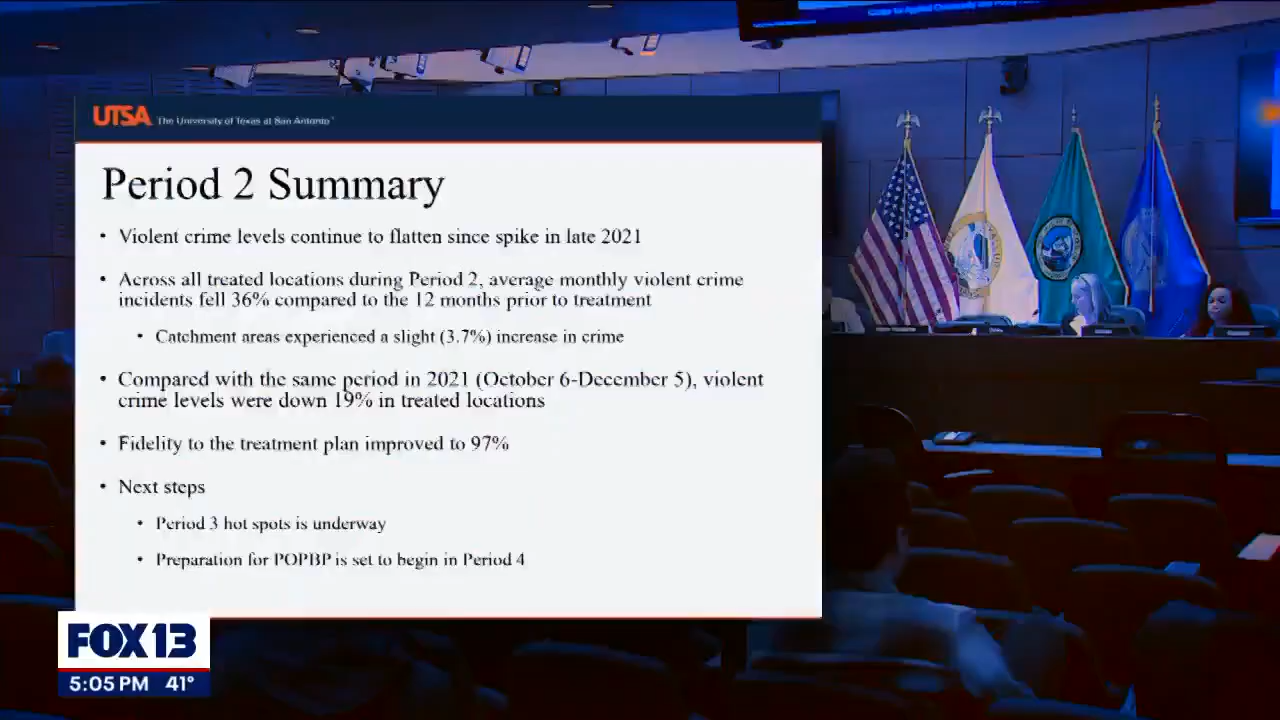 UTSA The University of Texas at San Antonio™
Period 2 Summary
• Violent crime levels continue to flatten since spike in late 2021
• Across all treated locations during Period 2, average monthly violent crime
incidents fell 36% compared to the 12 months prior to treatment
• Catchment areas experienced a slight (3.7%) increase in crime
• Compared with the same period in 2021 (October 6-December 5), violent
crime levels were down 19% in treated locations
• Fidelity to the treatment plan improved to 97%
• Next steps
• Period 3 hot spots is underway
• Preparation for POPBP is set to begin in Period 4
FOX 13
5:05 PM 41°